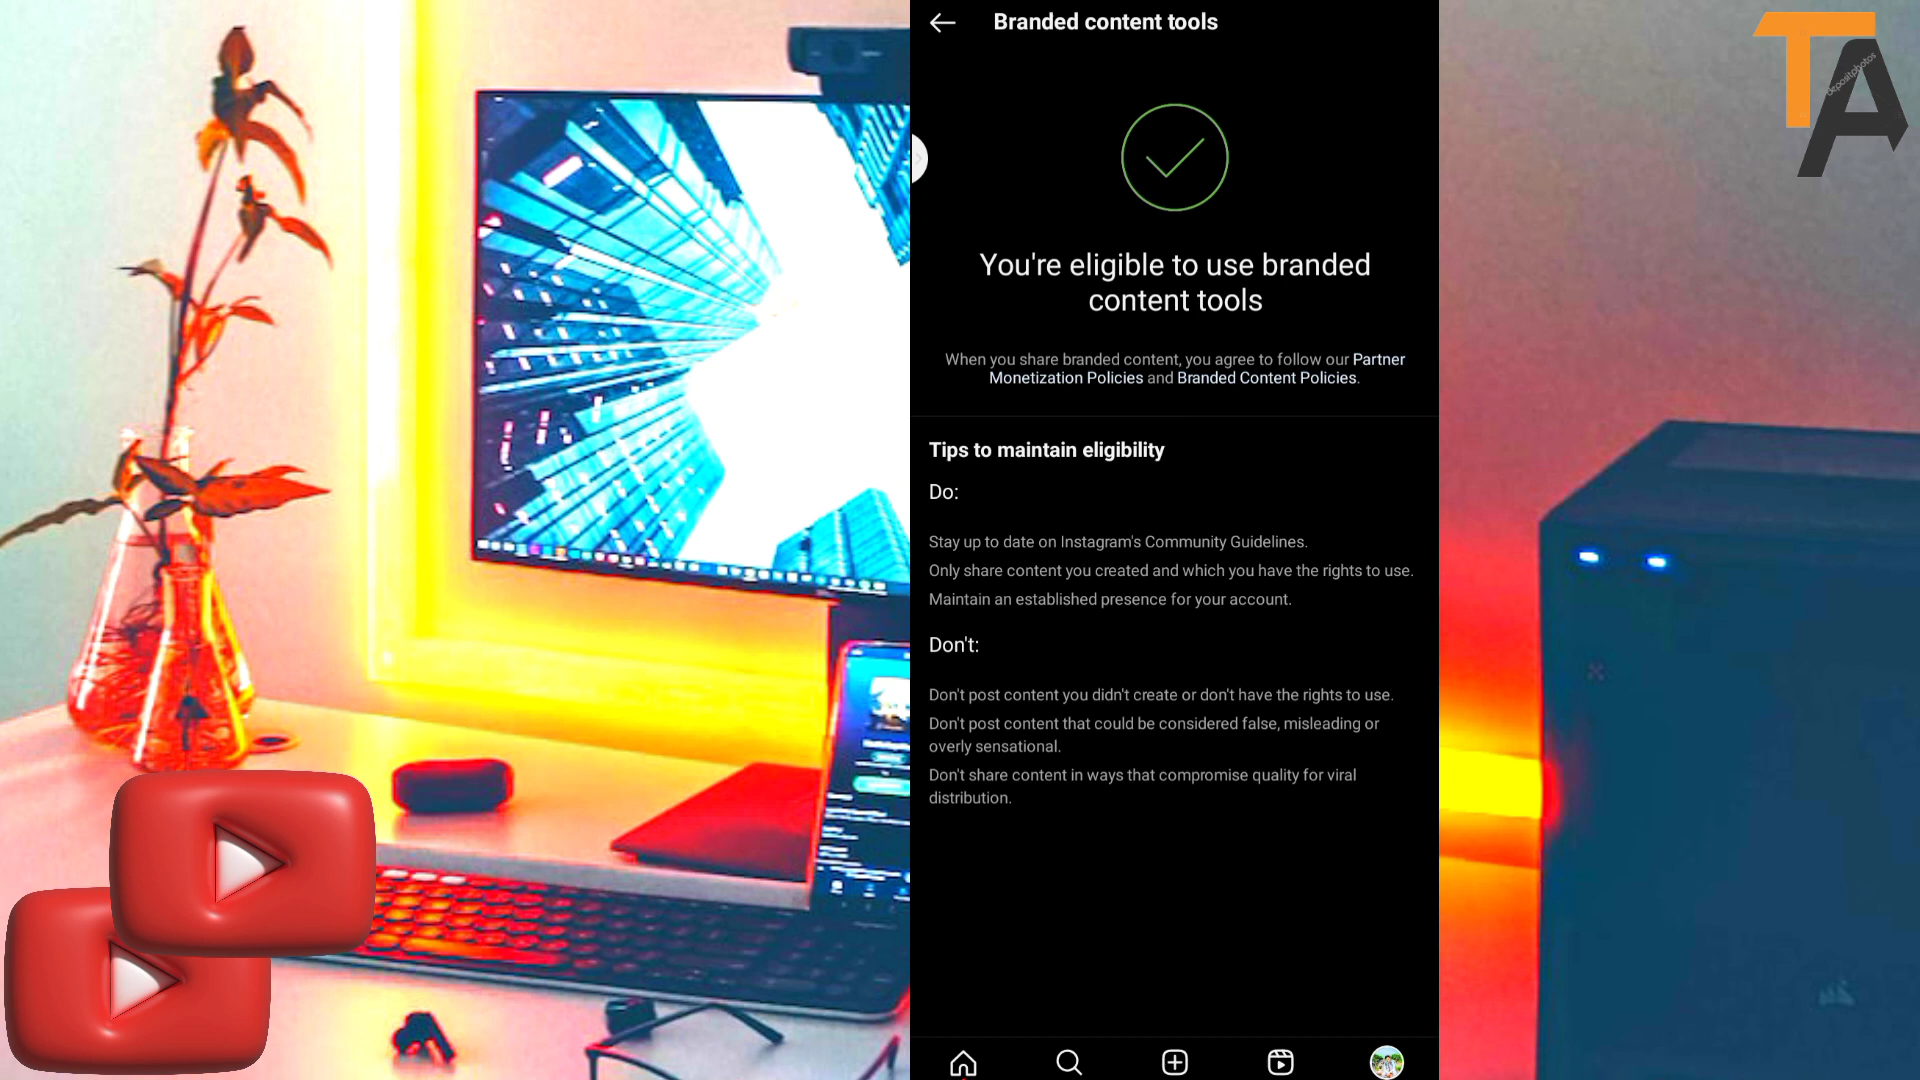 Branded content tools
You're eligible to use branded
content tools
When you share branded content, you agree to follow our Partner
Monetization Policies and Branded Content Policies.
Tips to maintain eligibility
Do:
Stay up to date on Instagram's Community Guidelines.
Only share content you created and which you have the rights to use.
Maintain an established presence for your account.
Don't:
Don't post content you didn't create or don't have the rights to use.
Don't post content that could be considered false, misleading or
overly sensational.
Don't share content in ways that compromise quality for viral
distribution.
TA
depositphotos